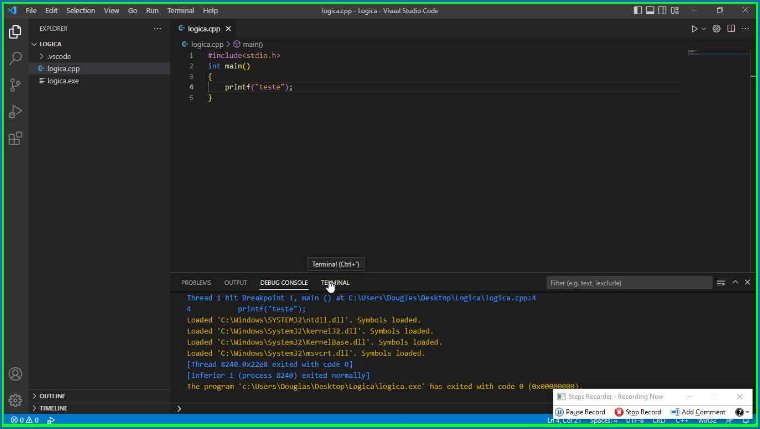 File Edit Selection View Go Run Terminal Help
logica.cpp - Logica - Visual Studio Code
EXPLORER
LOGICA
.vscode
logica.cpp
logica.exe
OUTLINE
TIMELINE
logica.cpp
logica.cpp > main()
1 #include<stdio.h>
2 int main()
3 {
4 printf("teste");
5 }
Terminal (Ctrl+')
PROBLEMS OUTPUT DEBUG CONSOLE TERMINAL
Filter (e.g. text, !exclude)
Thread 1 hit Breakpoint 1, main () at C:\Users\Douglas\Desktop\Logica\logica.cpp:4
4 printf("teste");
Loaded 'C:\Windows\SYSTEM32\ntdll.dll'. Symbols loaded.
Loaded 'C:\Windows\System32\kernel32.dll'. Symbols loaded.
Loaded 'C:\Windows\System32\KernelBase.dll'. Symbols loaded.
Loaded 'C:\Windows\System32\msvcrt.dll'. Symbols loaded.
[Thread 8240.0x22e8 exited with code 0]
[Inferior 1 (process 8240) exited normally]
The program 'c:\Users\Douglas\Desktop\Logica\logica.exe' has exited with code 0 (0x00000000).
Steps Recorder - Recording Now
Pause Record Stop Record Add Comment
0 0
Ln 4, Col 21 Spaces: 4 UTF-8 CRLF C++ Win32